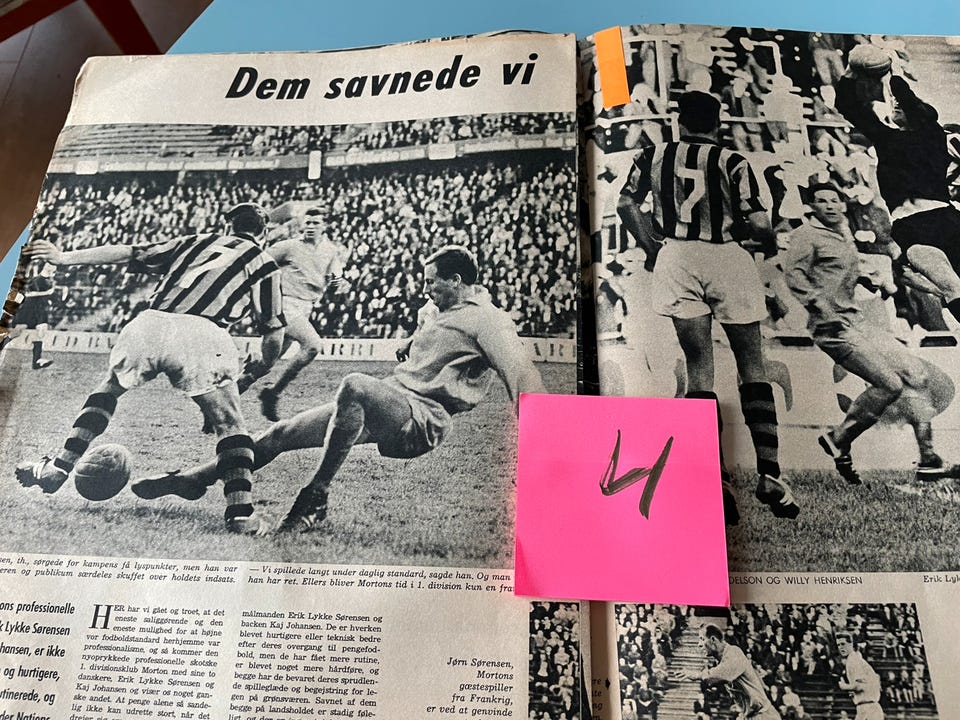 Dem savnede vi
7
7
4
sen, th., sørgede for kampens få lyspunkter, men han var
eren og publikum særdeles skuffet over holdets indsats.
— Vi spillede langt under daglig standard, sagde han. Og man
han har ret. Ellers bliver Mortons tid i 1. division kun en
DELSON OG WILLY HENRIKSEN
Erik Lyk
ons professionelle
k Lykke Sørensen
ohansen, er ikke
og hurtigere,
utinerede, og
der Nations
HER har vi gået og troet, at det
eneste saliggørende og den
eneste mulighed for at højne
vor fodboldstandard herhjemme var
professionalisme, og så kommer den
nyoprykkede professionelle skotske
1. divisionsklub Morton med sine to
danskere, Erik Lykke Sørensen og
Kaj Johansen og viser os noget gan-
ske andet. At penge alene så sande-
lig ikke kan udrette stort, når det
målmanden Erik Lykke Sørensen og
backen Kaj Johansen. De er hverken
blevet hurtigere eller teknisk bedre
efter deres overgang til pengefod-
bold, men de har fået mere rutine,
er blevet noget mere hårdføre, og
begge har de bevaret deres sprudlen-
de spilleglæde og begejstring for le-
gen på grønsværen. Savnet af dem
begge på landsholdet er stadig føle-
Jørn Sørensen,
Mortons
gæstespiller
fra Frankrig,
er ved at genvinde